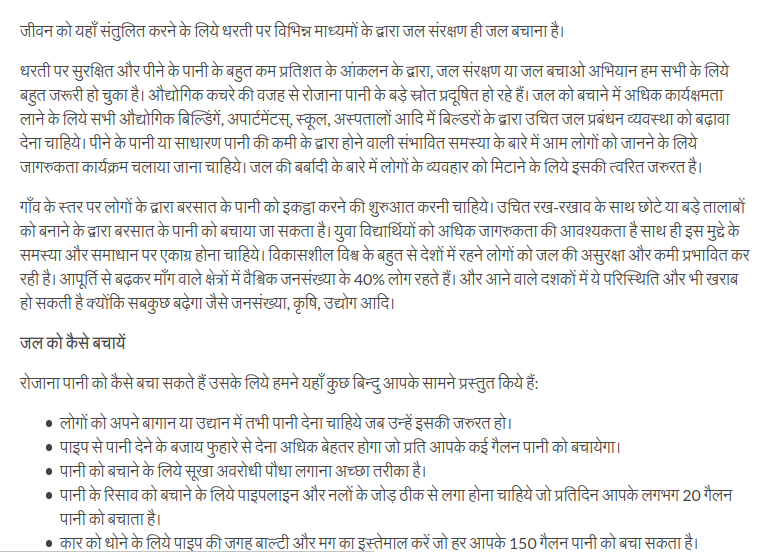 जीवन को यहाँ संतुलित करने के लिये धरती पर विभिन्न माध्यमों के द्वारा जल संरक्षण ही जल बचाना है।
धरती पर सुरक्षित और पीने के पानी के बहुत कम प्रतिशत के आंकलन के द्वारा, जल संरक्षण या जल बचाओ अभियान हम सभी के लिये
बहुत जरूरी हो चुका है। औद्योगिक कचरे की वजह से रोजाना पानी के बड़े स्रोत प्रदूषित हो रहे हैं। जल को बचाने में अधिक कार्यक्षमता
लाने के लिये सभी औद्योगिक बिल्डिंगें, अपार्टमेंटस्, स्कूल, अस्पतालों आदि में बिल्डरों के द्वारा उचित जल प्रबंधन व्यवस्था को बढ़ावा
देना चाहिये। पीने के पानी या साधारण पानी की कमी के द्वारा होने वाली संभावित समस्या के बारे में आम लोगों को जानने के लिये
जागरुकता कार्यक्रम चलाया जाना चाहिये। जल की बर्बादी के बारे में लोगों के व्यवहार को मिटाने के लिये इसकी त्वरित जरुरत है।
गाँव के स्तर पर लोगों के द्वारा बरसात के पानी को इकट्ठा करने की शुरुआत करनी चाहिये। उचित रख-रखाव के साथ छोटे या बड़े तालाबों
को बनाने के द्वारा बरसात के पानी को बचाया जा सकता है। युवा विद्यार्थियों को अधिक जागरुकता की आवश्यकता है साथ ही इस मुद्दे के
समस्या और समाधान पर एकाग्र होना चाहिये। विकासशील विश्व के बहुत से देशों में रहने लोगों को जल की असुरक्षा और कमी प्रभावित कर
रही है। आपूर्ति से बढ़कर माँग वाले क्षेत्रों में वैश्विक जनसंख्या के 40% लोग रहते हैं। और आने वाले दशकों में ये परिस्थिति और भी खराब
हो सकती है क्योंकि सबकुछ बढ़ेगा जैसे जनसंख्या, कृषि, उद्योग आदि।
जल को कैसे बचायें
रोजाना पानी को कैसे बचा सकते हैं उसके लिये हमने यहाँ कुछ बिन्दु आपके सामने प्रस्तुत किये हैं:
• लोगों को अपने बागान या उद्यान में तभी पानी देना चाहिये जब उन्हें इसकी जरुरत हो।
• पाइप से पानी देने के बजाय फुहारे से देना अधिक बेहतर होगा जो प्रति आपके कई गैलन पानी को बचायेगा।
• पानी को बचाने के लिये सूखा अवरोधी पौधा लगाना अच्छा तरीका है।
• पानी के रिसाव को बचाने के लिये पाइपलाइन और नलों के जोड़ ठीक से लगा होना चाहिये जो प्रतिदिन आपके लगभग 20 गैलन
पानी को बचाता है।
• कार को धोने के लिये पाइप की जगह बाल्टी और मग का इस्तेमाल करें जो हर आपके 150 गैलन पानी को बचा सकता है।